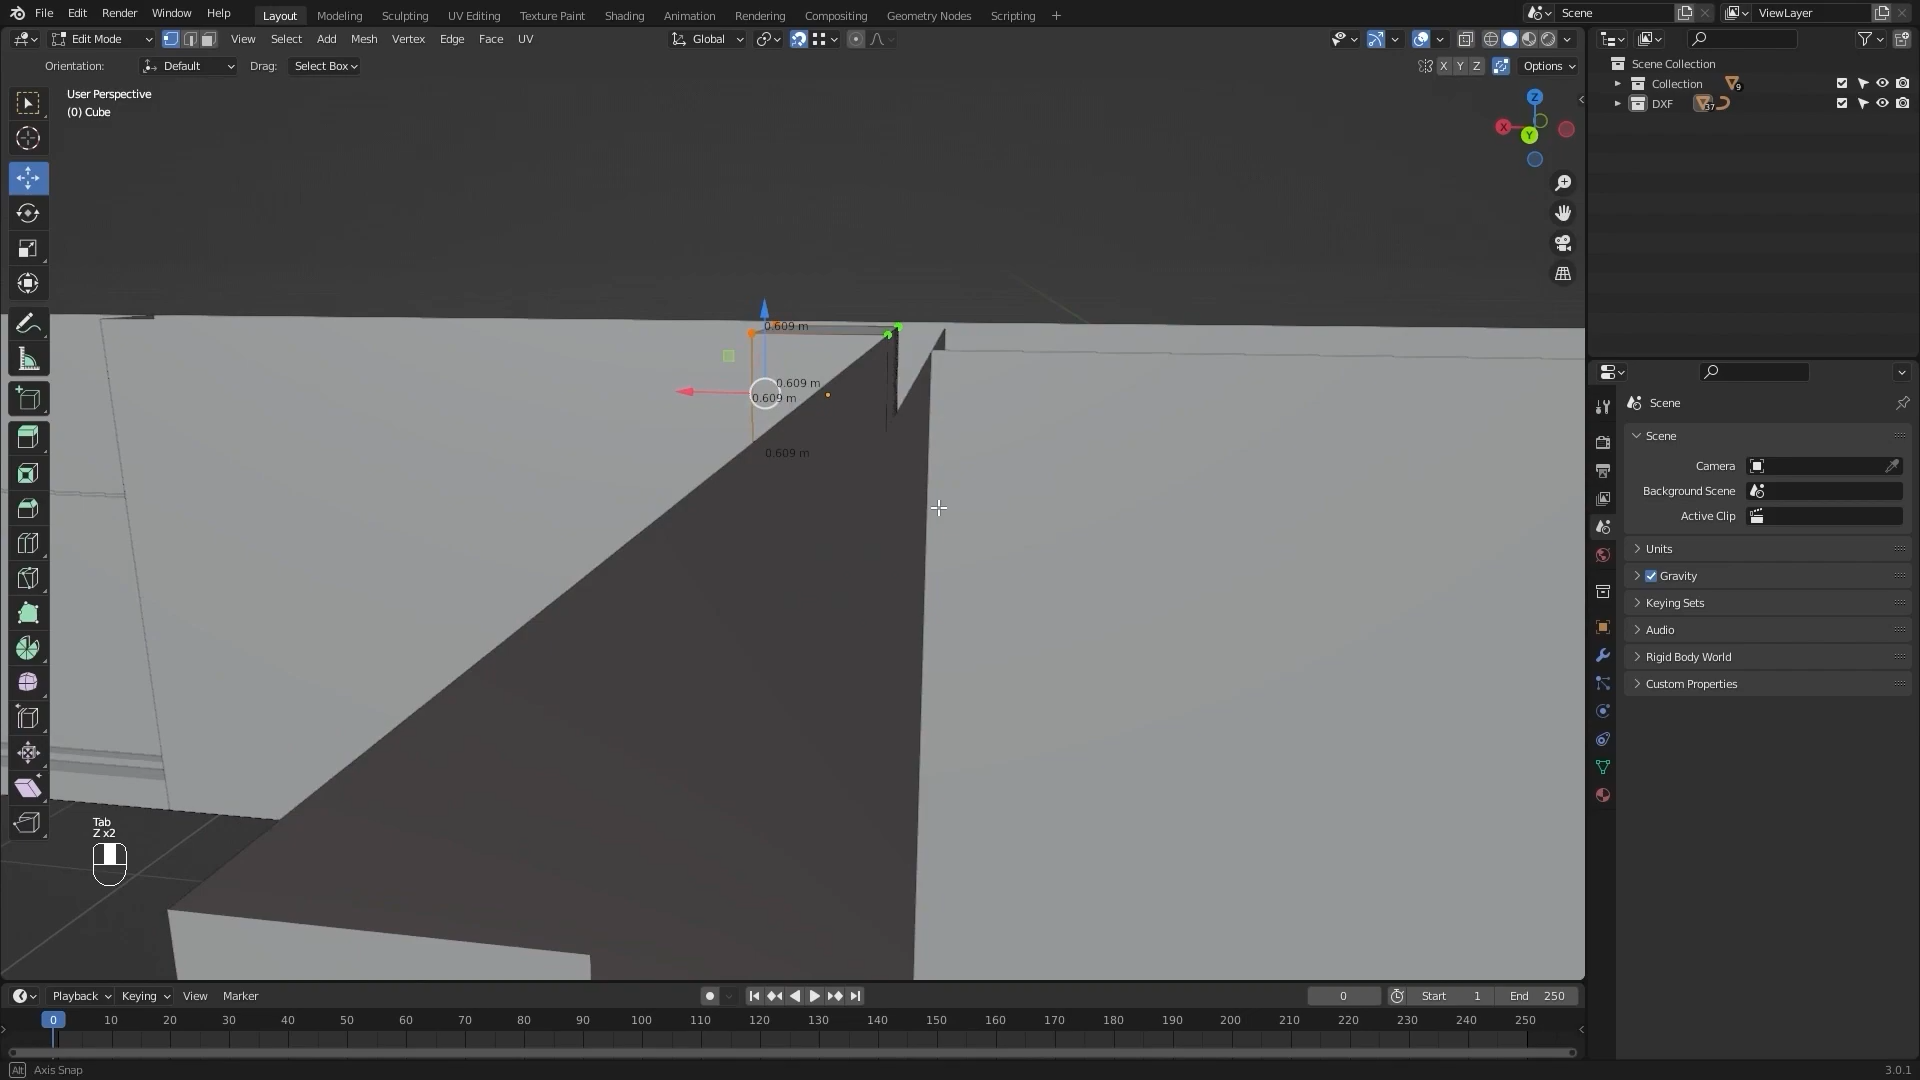 File Edit Render Window Help
Layout Modeling Sculpting UV Editing Texture Paint Shading Animation Rendering Compositing Geometry Nodes Scripting +
Scene
ViewLayer
Edit Mode
View Select Add Mesh Vertex Edge Face UV
Global
Orientation: Default Drag: Select Box
X Y Z Options
User Perspective
(0) Cube
Z
X
Y
Scene Collection
Collection 9
DXF 37
0.609 m
0.609 m
0.609 m
0.609 m
Scene
Scene
Camera
Background Scene
Active Clip
Units
Gravity
Keying Sets
Audio
Rigid Body World
Custom Properties
Tab
Z x2
Playback Keying View Marker
0 Start 1 End 250
0 10 20 30 40 50 60 70 80 90 100 110 120 130 140 150 160 170 180 190 200 210 220 230 240 250
Alt Axis Snap
3.0.1